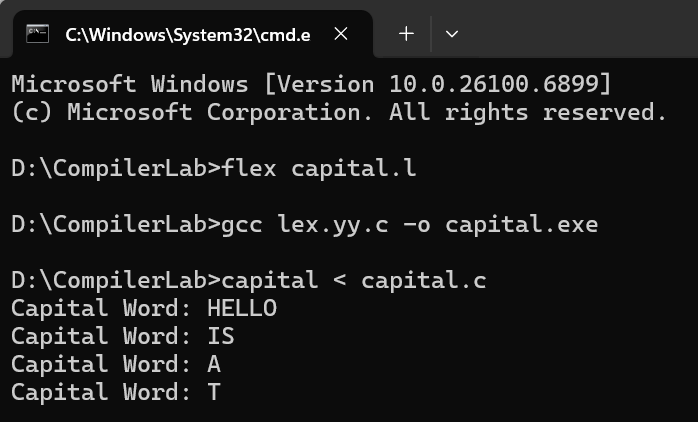 C:\Windows\System32\cmd.e
Microsoft Windows [Version 10.0.26100.6899]
(c) Microsoft Corporation. All rights reserved.
D:\CompilerLab>flex capital.l
D:\CompilerLab>gcc lex.yy.c -o capital.exe
D:\CompilerLab>capital < capital.c
Capital Word: HELLO
Capital Word: IS
Capital Word: A
Capital Word: T